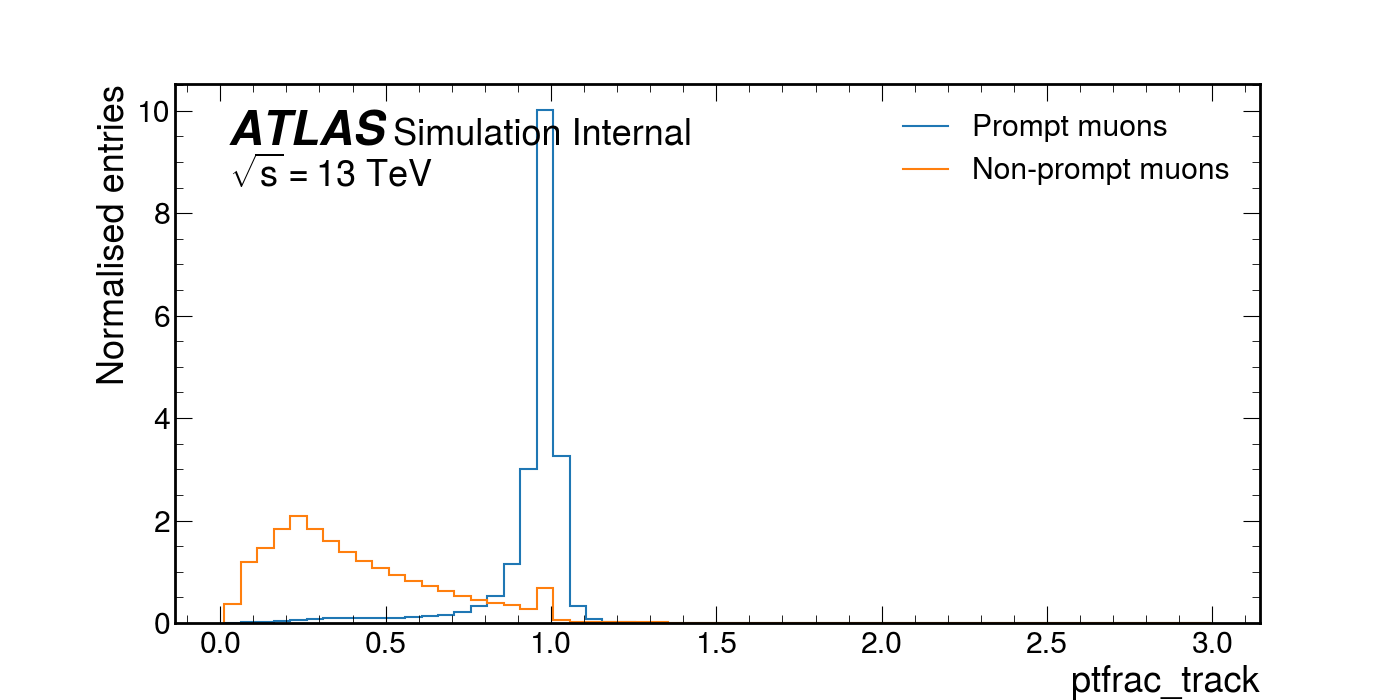 ATLAS Simulation Internal
√s = 13 TeV
Prompt muons
Non-prompt muons
Normalised entries
10
8
6
4
2
0
0.0 0.5 1.0 1.5 2.0 2.5 3.0
ptfrac_track